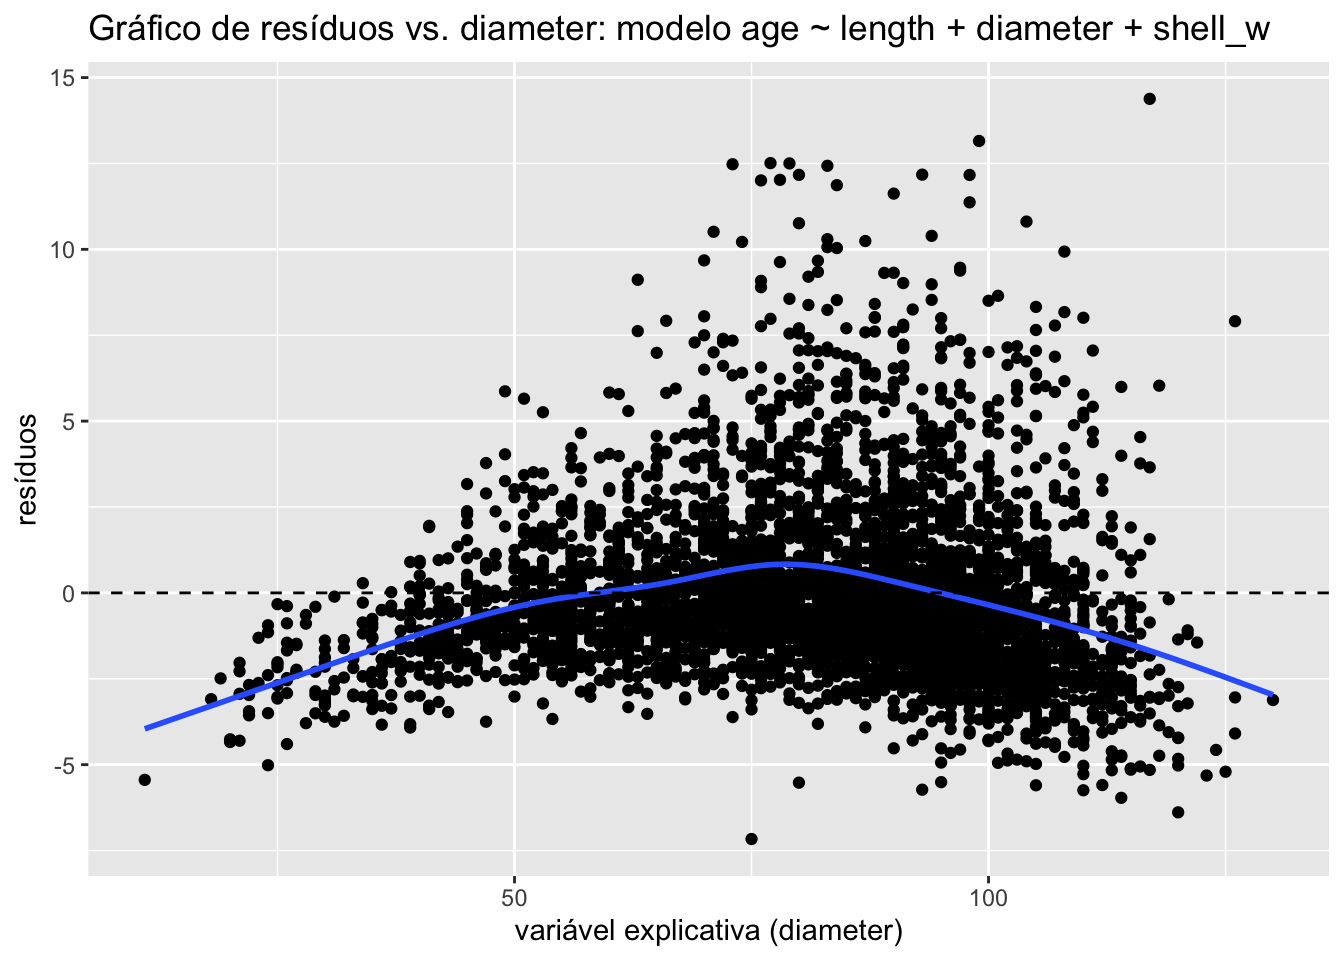 Gráfico de resíduos vs. diameter: modelo age ~ length + diameter + shell_w
15
10
5
0
-5
resíduos
50
100
variável explicativa (diameter)